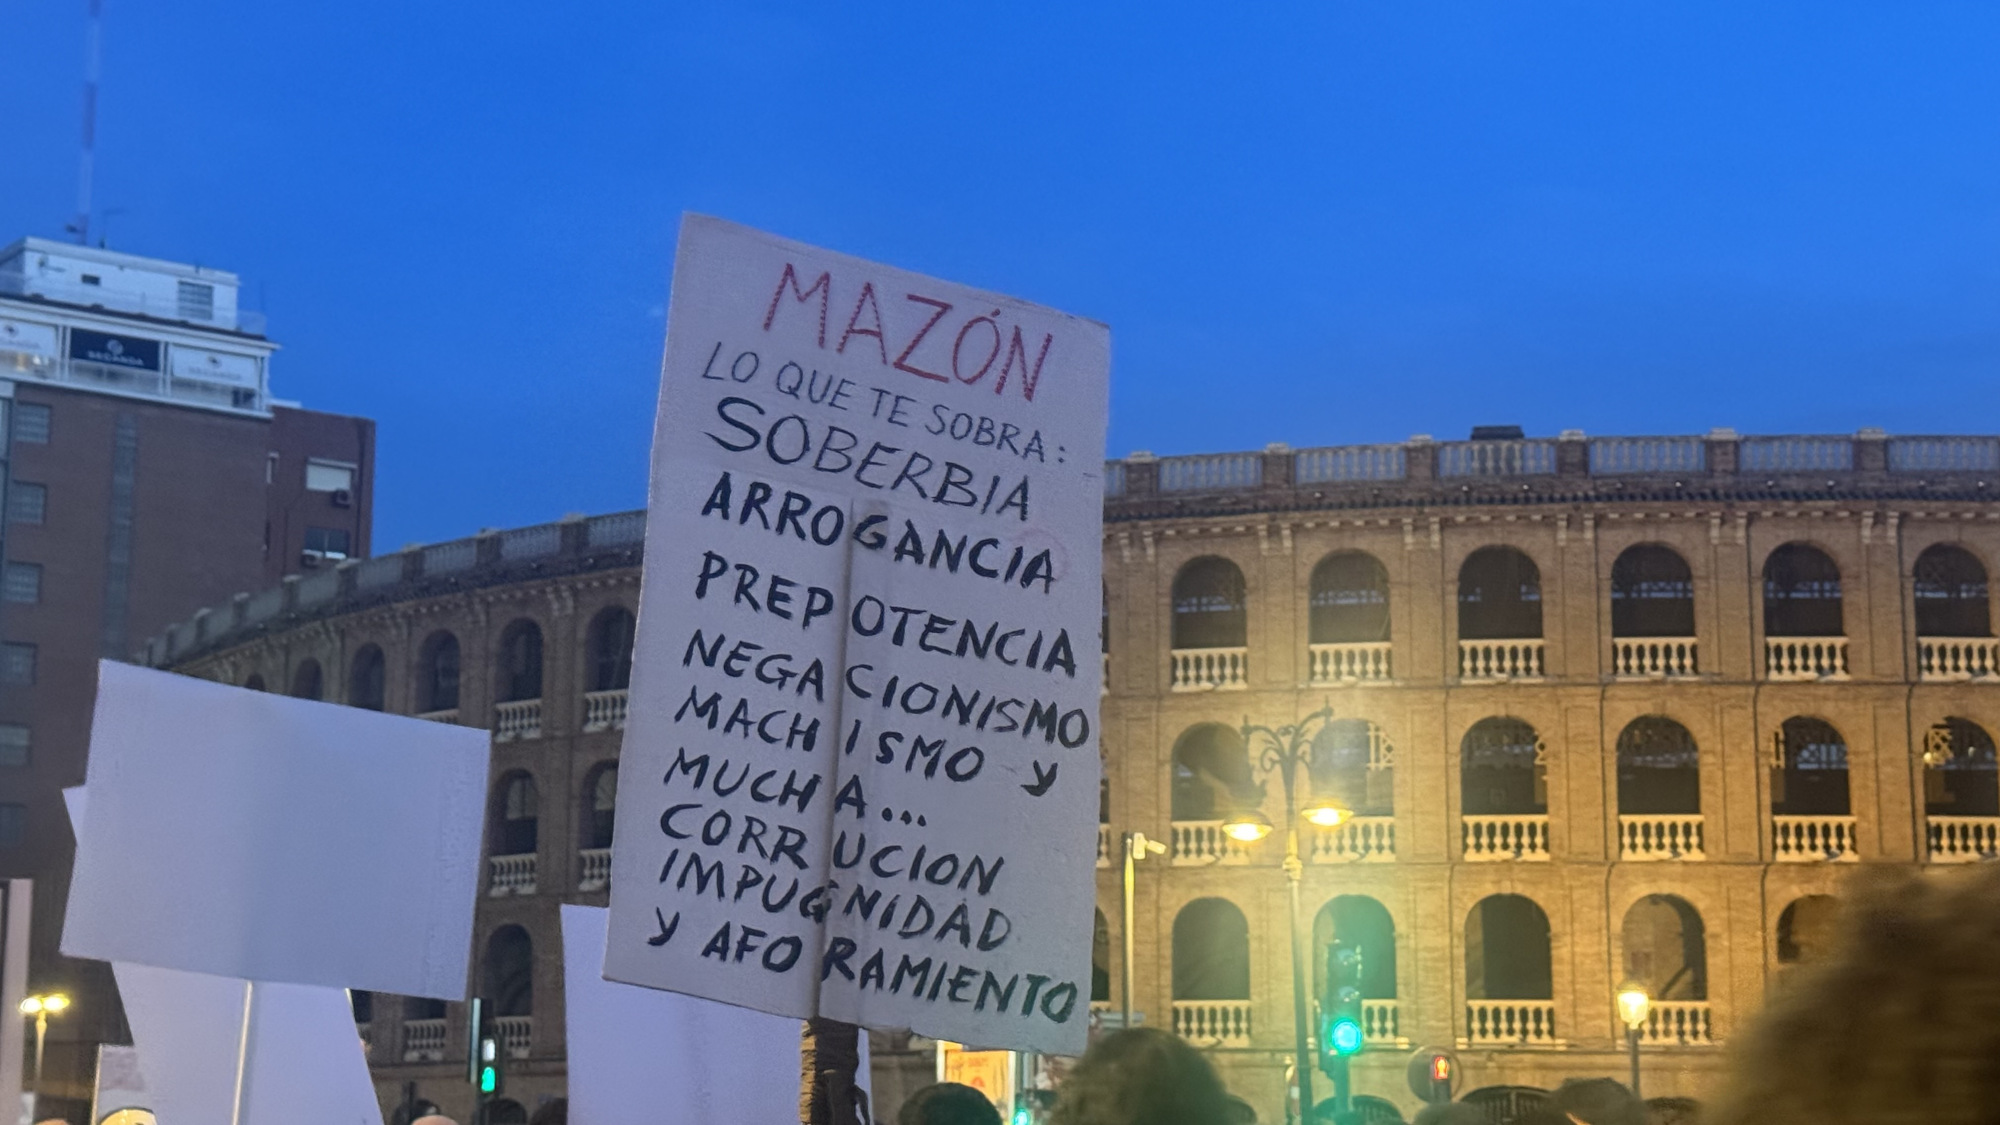 MAZÓN
LO QUE TE SOBRA:
SOBERBIA
ARROGANCIA
PREPOTENCIA
NEGACIONISMO
MACHISMO Y
MUCHA...
CORRUCION
IMPUGNIDAD
Y AFORAMIENTO